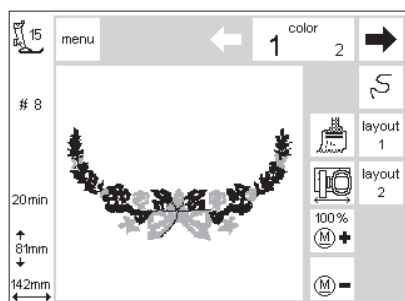 15
menu
color
1 2
# 8
layout
1
layout
2
20min
100%
M +
81mm
142mm
M -